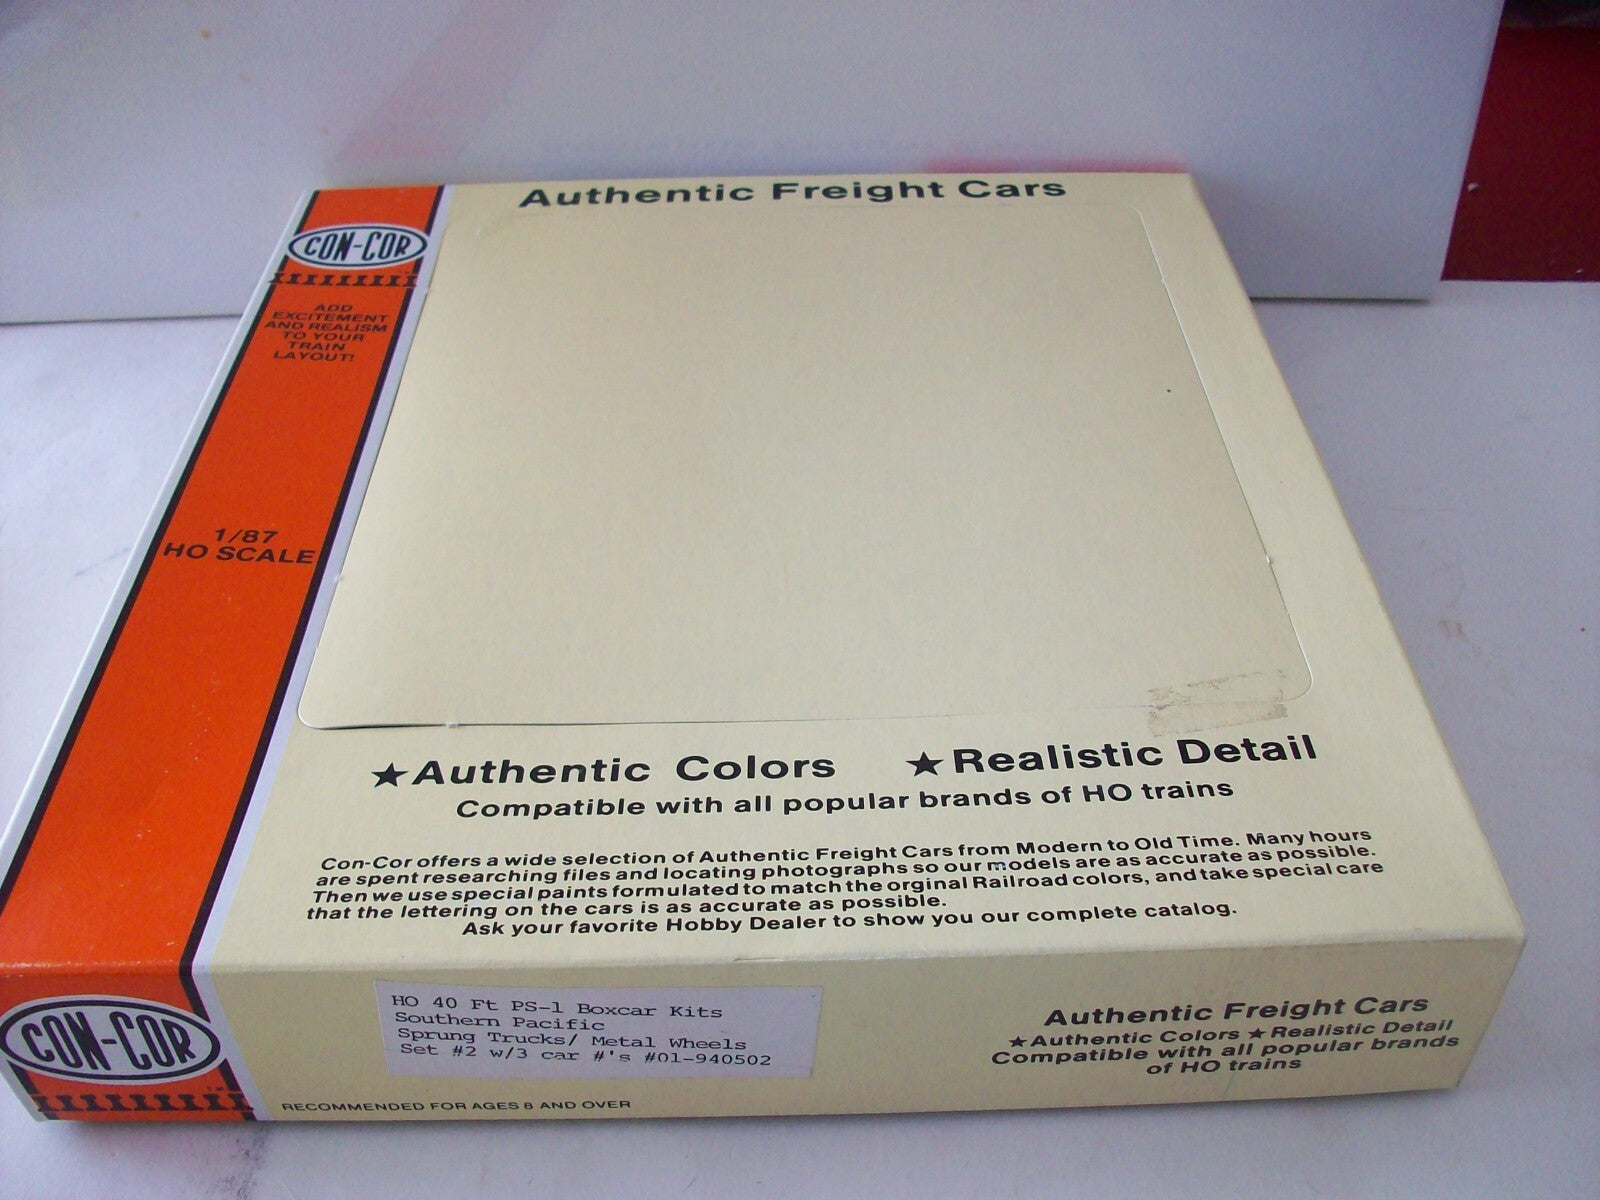 Authentic Freight Cars
CON-COR
ADD
EXCITEMENT
AND REALISM
TO YOUR
TRAIN
LAYOUT!
1/87
HO SCALE
★Authentic Colors ★Realistic Detail
Compatible with all popular brands of HO trains
Con-Cor offers a wide selection of Authentic Freight Cars from Modern to Old Time. Many hours
are spent researching files and locating photographs so our models are as accurate as possible.
Then we use special paints formulated to match the orginal Railroad colors, and take special care
that the lettering on the cars is as accurate as possible.
Ask your favorite Hobby Dealer to show you our complete catalog.
CON-COR
TM
HO 40 Ft PS-1 Boxcar Kits
Southern Pacific
Sprung Trucks/ Metal Wheels
Set #2 w/3 car #'s #01-940502
RECOMMENDED FOR AGES 8 AND OVER
Authentic Freight Cars
★Authentic Colors ★Realistic Detail
Compatible with all popular brands
of HO trains